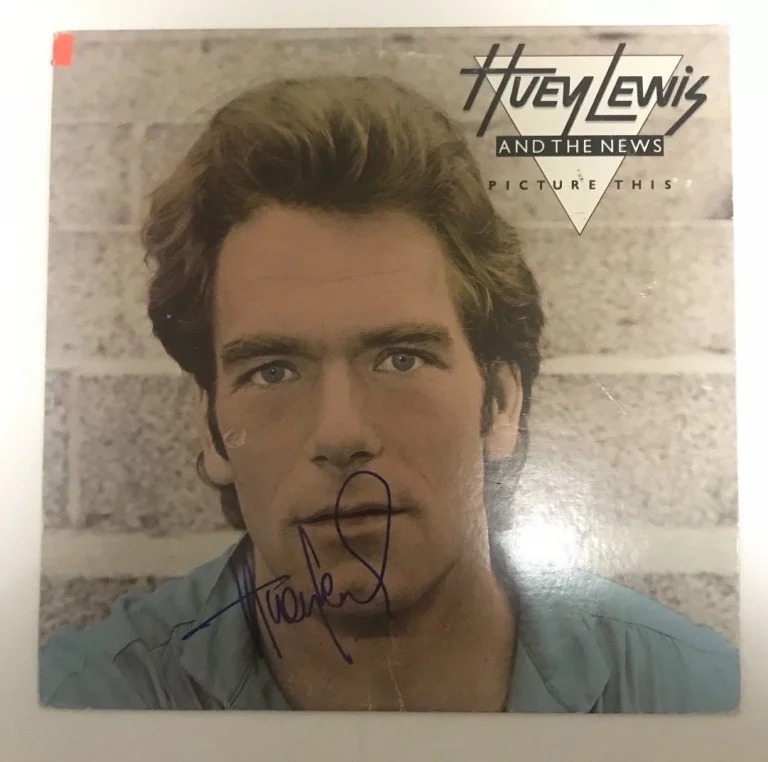 Huey Lewis
AND THE NEWS
PICTURE THIS